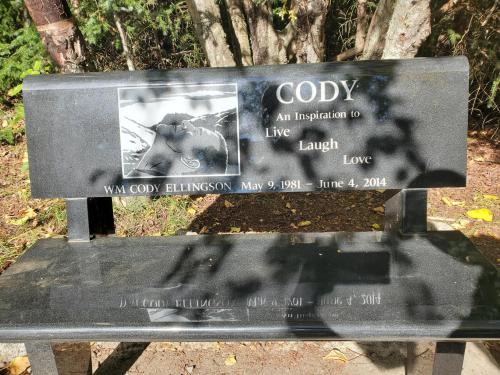 CODY
An Inspiration to
Live
Laugh
Love
WM CODY ELLINGSON May 9, 1981 – June 4, 2014